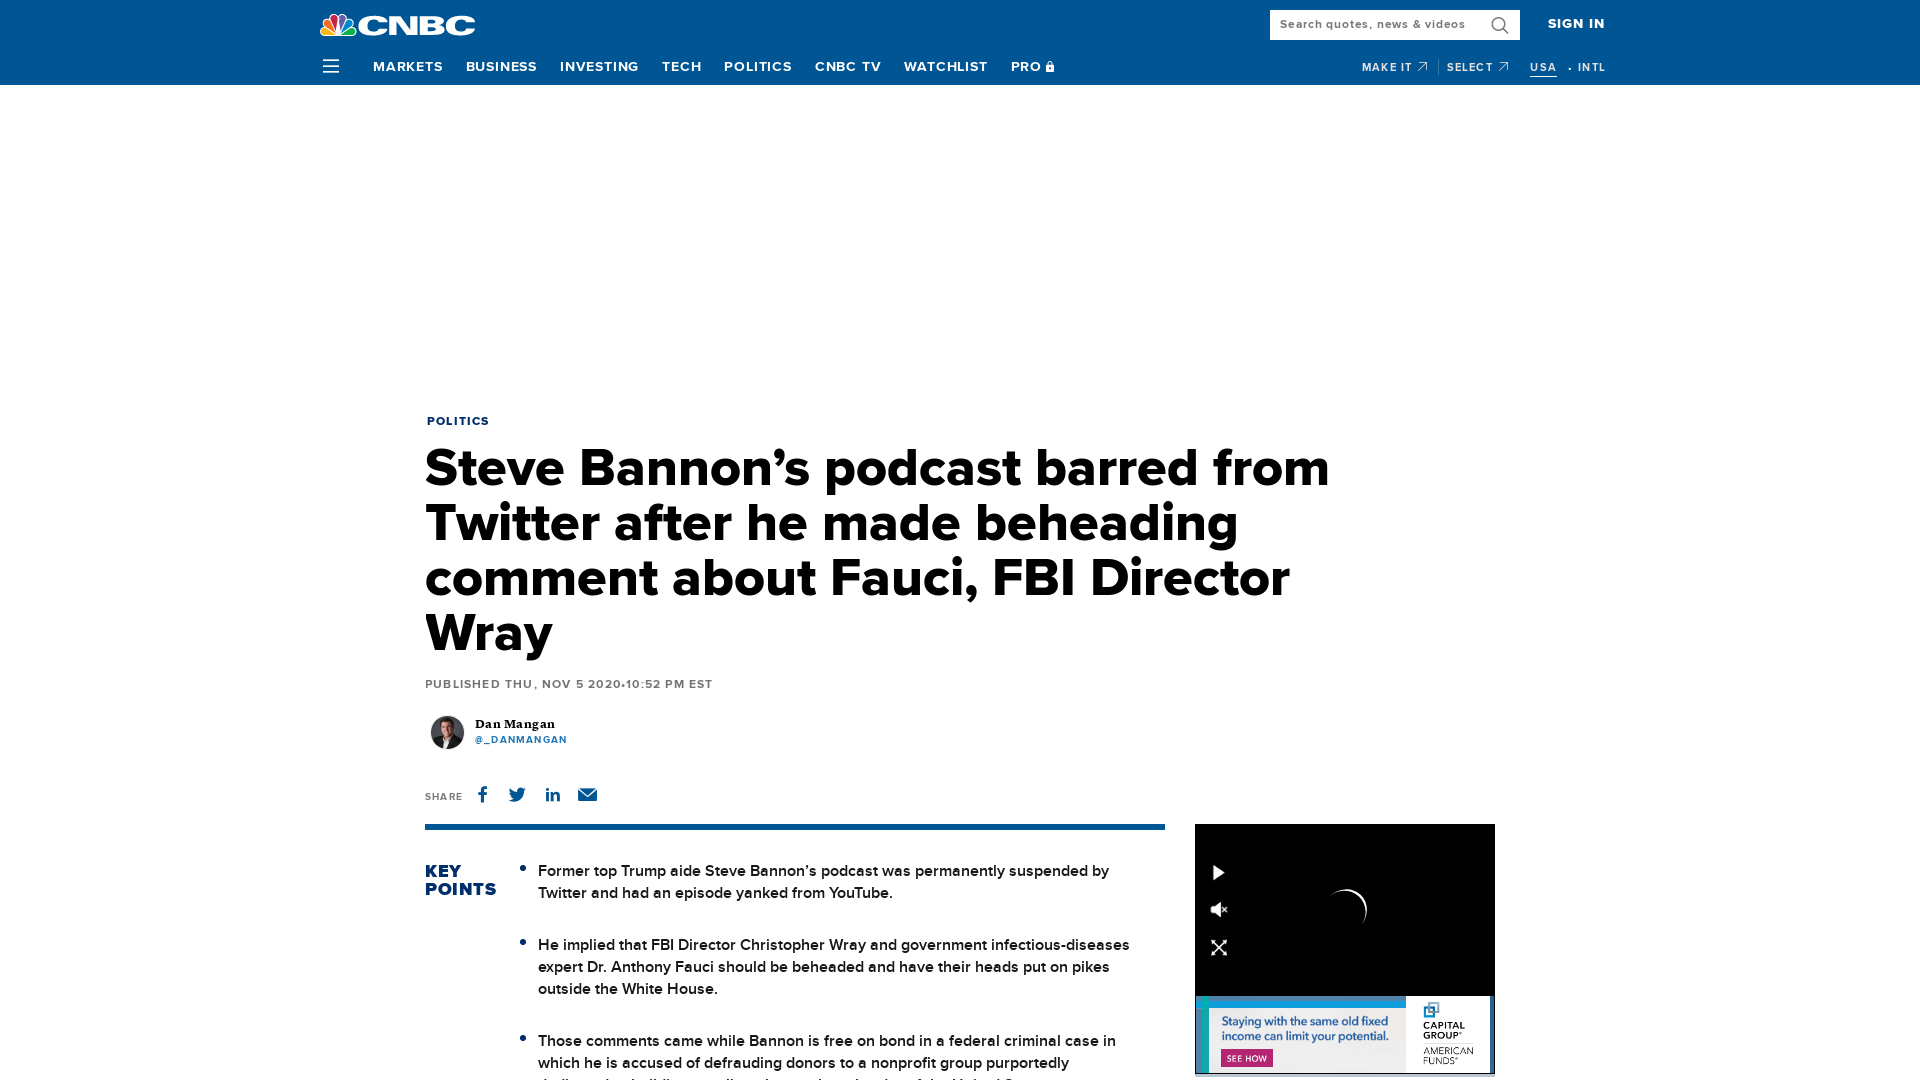 CNBC
Search quotes, news & videos
SIGN IN
MARKETS BUSINESS INVESTING TECH POLITICS CNBC TV WATCHLIST PRO
MAKE IT SELECT USA • INTL
POLITICS
Steve Bannon’s podcast barred from
Twitter after he made beheading
comment about Fauci, FBI Director
Wray
PUBLISHED THU, NOV 5 2020•10:52 PM EST
Dan Mangan
@_DANMANGAN
SHARE
KEY
POINTS
Former top Trump aide Steve Bannon’s podcast was permanently suspended by
Twitter and had an episode yanked from YouTube.
He implied that FBI Director Christopher Wray and government infectious-diseases
expert Dr. Anthony Fauci should be beheaded and have their heads put on pikes
outside the White House.
Those comments came while Bannon is free on bond in a federal criminal case in
which he is accused of defrauding donors to a nonprofit group purportedly
Staying with the same old fixed
income can limit your potential.
SEE HOW
CAPITAL
GROUP®
AMERICAN
FUNDS®